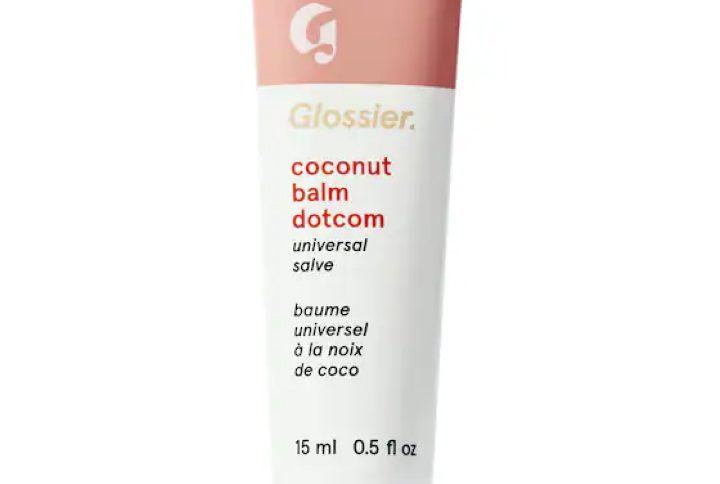 G
Glossier.
coconut
balm
dotcom
universal
salve
baume
universel
à la noix
de coco
15 ml 0.5 fl oz